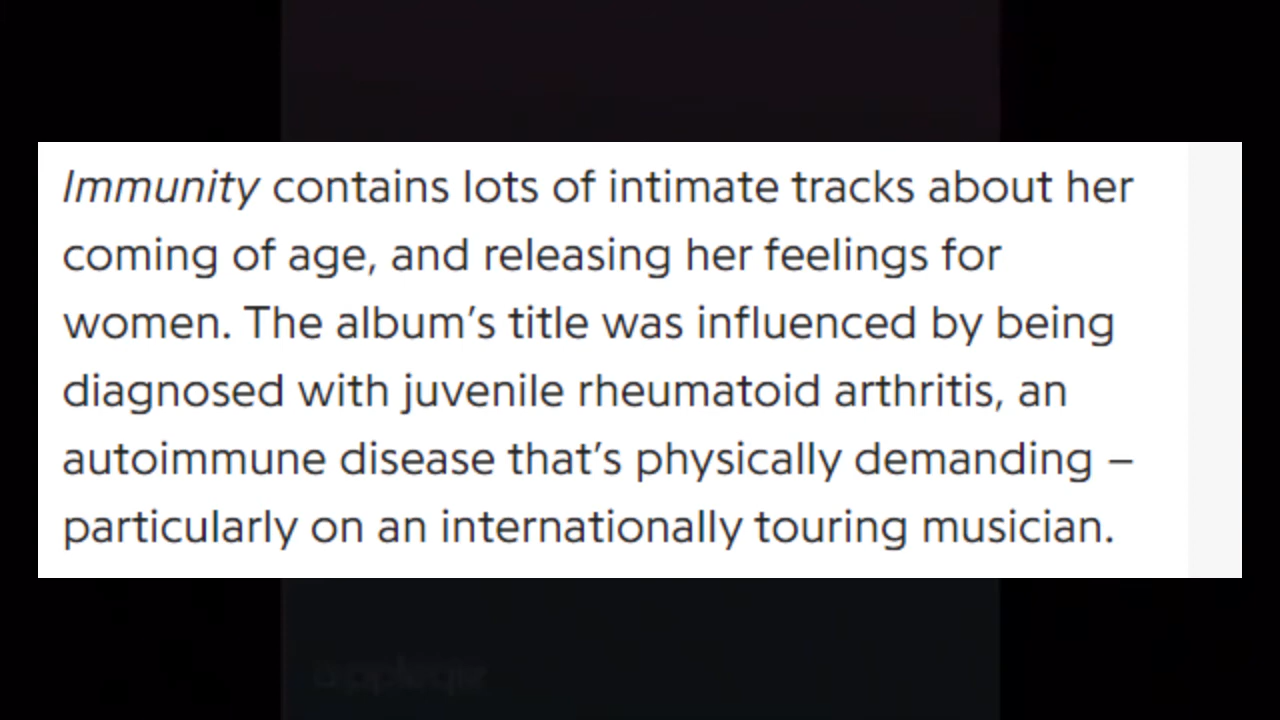 Immunity contains lots of intimate tracks about her
coming of age, and releasing her feelings for
women. The album’s title was influenced by being
diagnosed with juvenile rheumatoid arthritis, an
autoimmune disease that’s physically demanding –
particularly on an internationally touring musician.